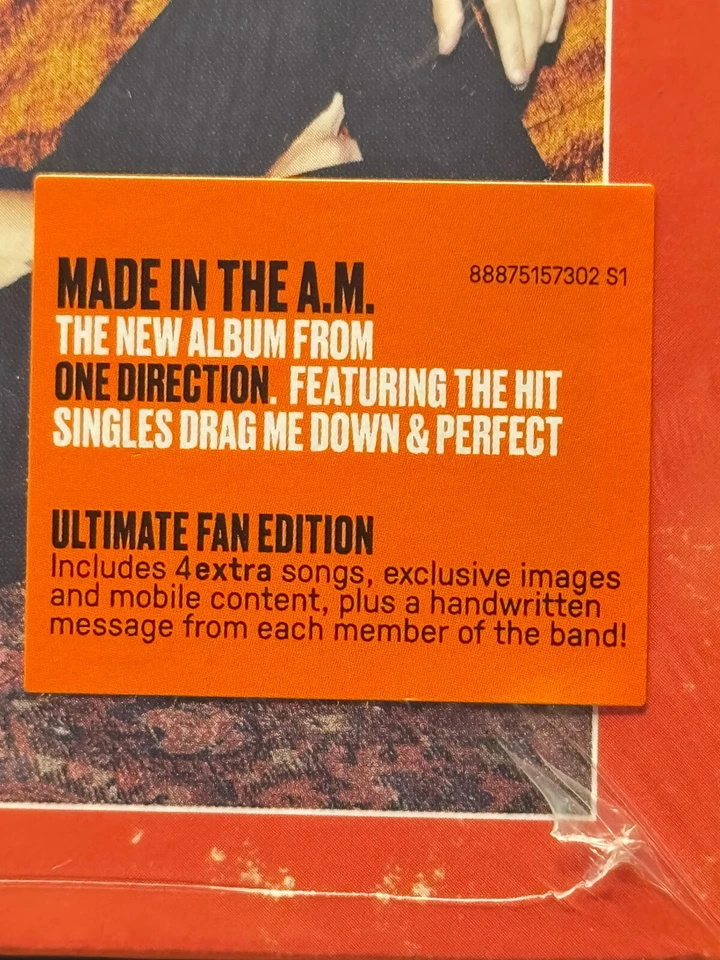 MADE IN THE A.M.
88875157302 S1
THE NEW ALBUM FROM
ONE DIRECTION. FEATURING THE HIT
SINGLES DRAG ME DOWN & PERFECT
ULTIMATE FAN EDITION
Includes 4extra songs, exclusive images
and mobile content, plus a handwritten
message from each member of the band!